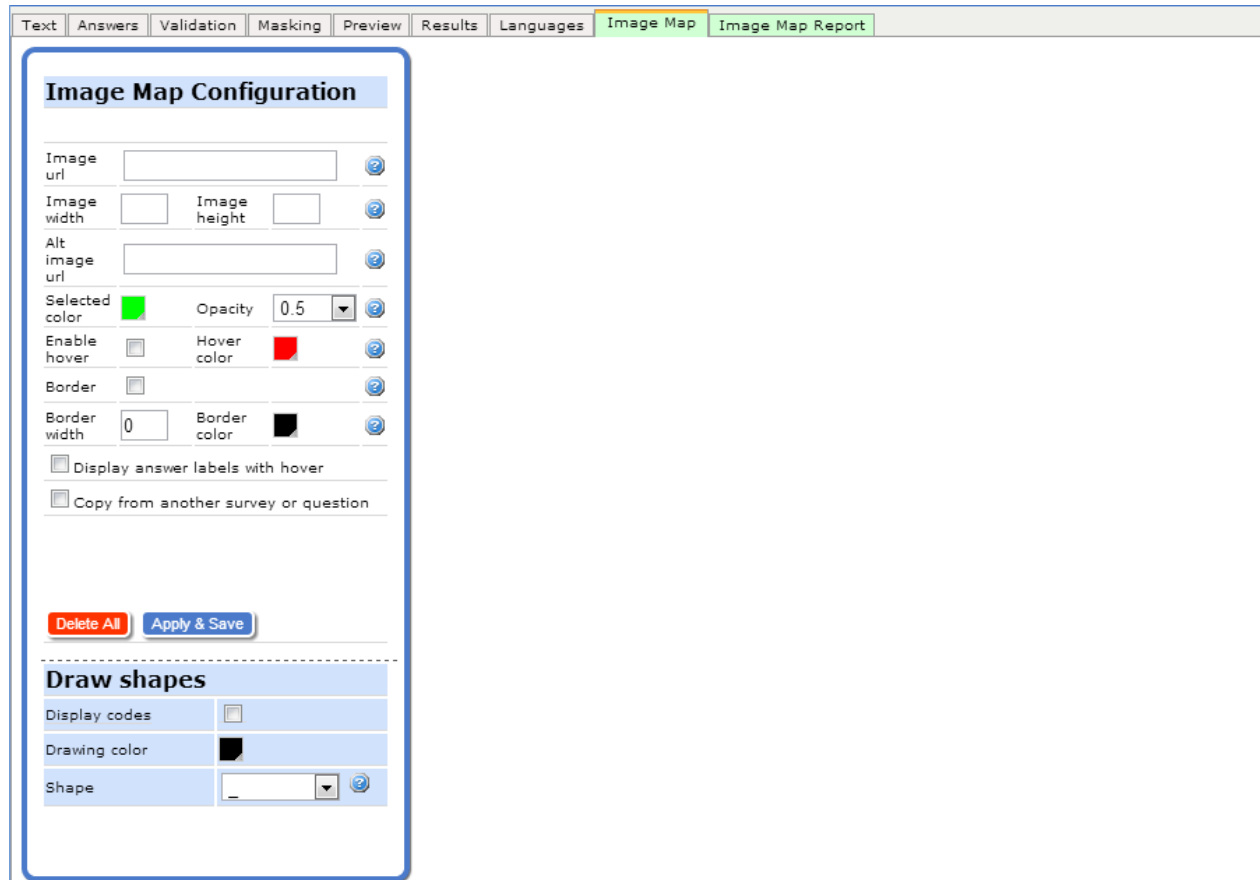 Text Answers Validation Masking Preview Results Languages Image Map Image Map Report
Image Map Configuration
Image
url
Image
width
Image
height
Alt
image
url
Selected
color
Opacity 0.5
Enable
hover
Hover
color
Border
Border
width
0
Border
color
Display answer labels with hover
Copy from another survey or question
Delete All Apply & Save
Draw shapes
Display codes
Drawing color
Shape _